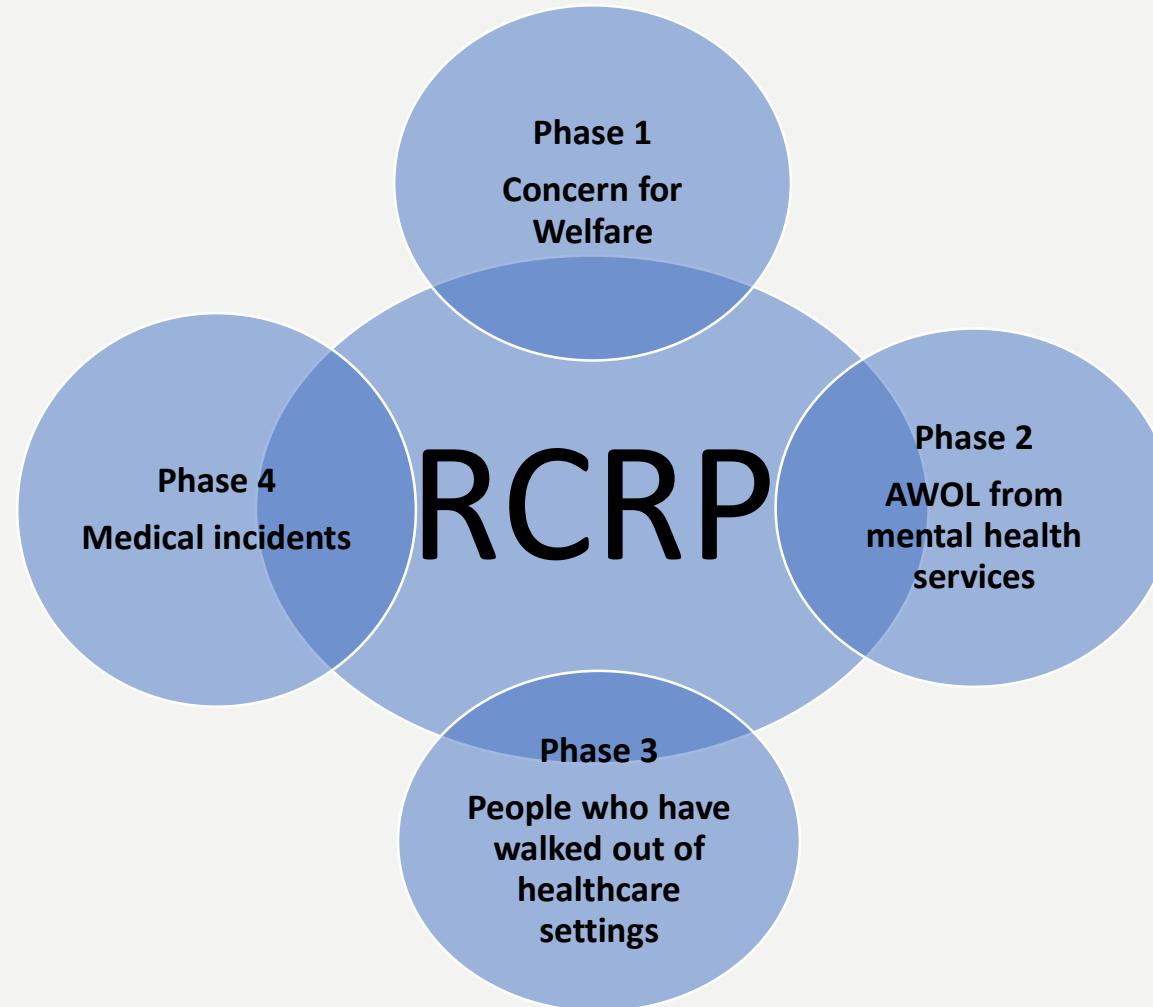 Phase 1
Concern for
Welfare
RCRP
Phase 2
AWOL from
mental health
services
Phase 3
People who have
walked out of
healthcare
settings
Phase 4
Medical incidents